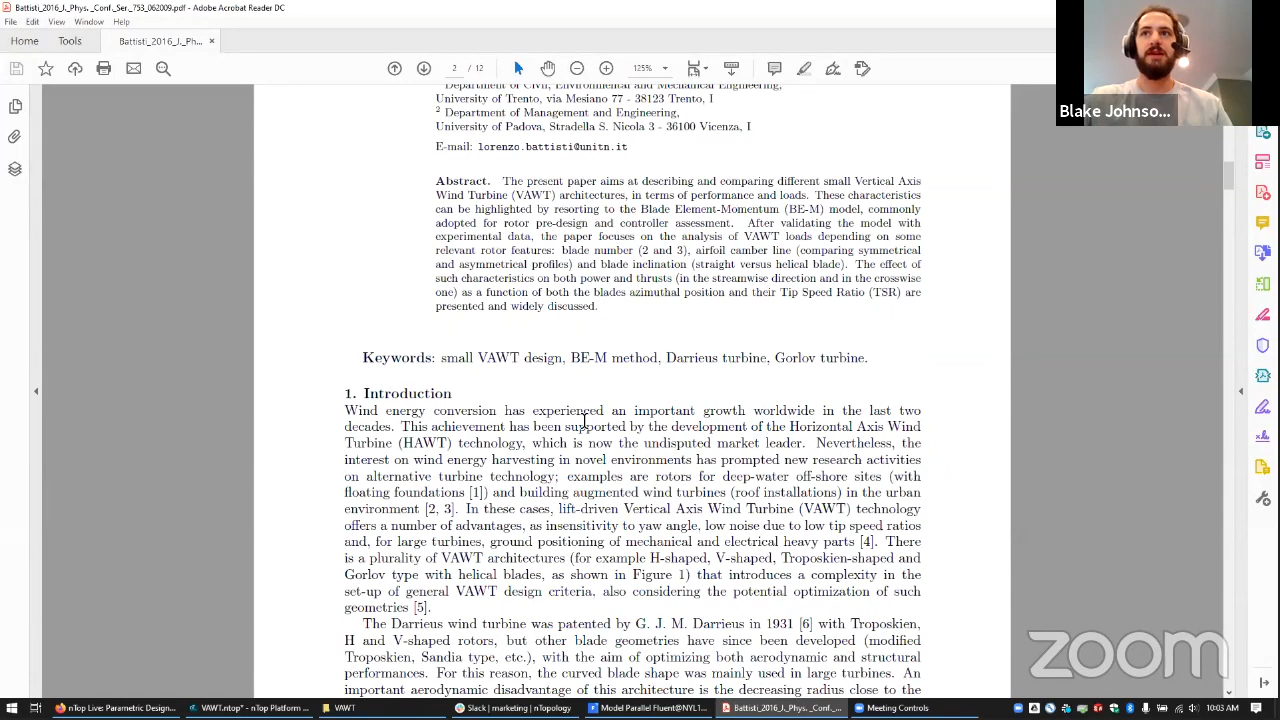 Battisti_2016_J._Phys._Conf._Ser._753_062009.pdf - Adobe Acrobat Reader DC
File Edit View Window Help
Home Tools Battisti_2016_J._Ph... ×
/ 12 125%
Blake Johnso...
Department of Civil, Environmental and Mechanical Engineering,
University of Trento, via Mesiano 77 - 38123 Trento, I
2 Department of Management and Engineering,
University of Padova, Stradella S. Nicola 3 - 36100 Vicenza, I
E-mail: lorenzo.battisti@unitn.it
Abstract. The present paper aims at describing and comparing different small Vertical Axis
Wind Turbine (VAWT) architectures, in terms of performance and loads. These characteristics
can be highlighted by resorting to the Blade Element-Momentum (BE-M) model, commonly
adopted for rotor pre-design and controller assessment. After validating the model with
experimental data, the paper focuses on the analysis of VAWT loads depending on some
relevant rotor features: blade number (2 and 3), airfoil camber line (comparing symmetrical
and asymmetrical profiles) and blade inclination (straight versus helical blade). The effect of
such characteristics on both power and thrusts (in the streamwise direction and in the crosswise
one) as a function of both the blades azimuthal position and their Tip Speed Ratio (TSR) are
presented and widely discussed.
Keywords: small VAWT design, BE-M method, Darrieus turbine, Gorlov turbine.
1. Introduction
Wind energy conversion has experienced an important growth worldwide in the last two
decades. This achievement has been supported by the development of the Horizontal Axis Wind
Turbine (HAWT) technology, which is now the undisputed market leader. Nevertheless, the
interest on wind energy harvesting in novel environments has prompted new research activities
on alternative turbine technology; examples are rotors for deep-water off-shore sites (with
floating foundations [1]) and building augmented wind turbines (roof installations) in the urban
environment [2, 3]. In these cases, lift-driven Vertical Axis Wind Turbine (VAWT) technology
offers a number of advantages, as insensitivity to yaw angle, low noise due to low tip speed ratios
and, for large turbines, ground positioning of mechanical and electrical heavy parts [4]. There
is a plurality of VAWT architectures (for example H-shaped, V-shaped, Troposkien-shaped and
Gorlov type with helical blades, as shown in Figure 1) that introduces a complexity in the
set-up of general VAWT design criteria, also considering the potential optimization of such
geometries [5].
The Darrieus wind turbine was patented by G. J. M. Darrieus in 1931 [6] with Troposkien,
H and V-shaped rotors, but other blade geometries have since been developed (modified
Troposkien, Sandia type, etc.), with the aim of optimizing both aerodynamic and structural
performances. For this reason, the curved blade shape was mainly used in large turbines. An
important aerodynamic disadvantage of this architecture is the decreasing radius close to the
zoom
nTop Live: Parametric Design... VAWT.ntop* - nTop Platform ... VAWT Slack | marketing | nTopology Model Parallel Fluent@NYL1... Battisti_2016_J._Phys._Conf... Meeting Controls 10:03 AM